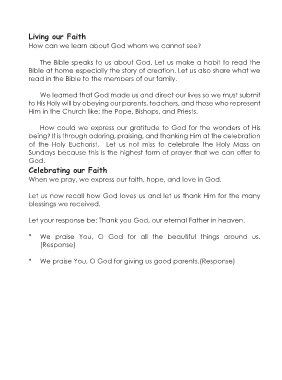 Living our Faith
How can we learn about God whom we cannot see?
The Bible speaks to us about God. Let us make a habit to read the
Bible at home especially the story of creation. Let us also share what we
read in the Bible to the members of our family.
We learned that God made us and direct our lives so we must submit
to His Holy will by obeying our parents, teachers, and those who represent
Him in the Church like: the Pope, Bishops, and Priests.
How could we express our gratitude to God for the wonders of His
being? It is through adoring, praising, and thanking Him at the celebration
of the Holy Eucharist. Let us not miss to celebrate the Holy Mass on
Sundays because this is the highest form of prayer that we can offer to
God.
Celebrating our Faith
When we pray, we express our faith, hope, and love in God.
Let us now recall how God loves us and let us thank Him for the many
blessings we received.
Let your response be: Thank you God, our eternal Father in heaven.
* We praise You, O God for all the beautiful things around us.
(Response)
* We praise You, O God for giving us good parents.(Response)